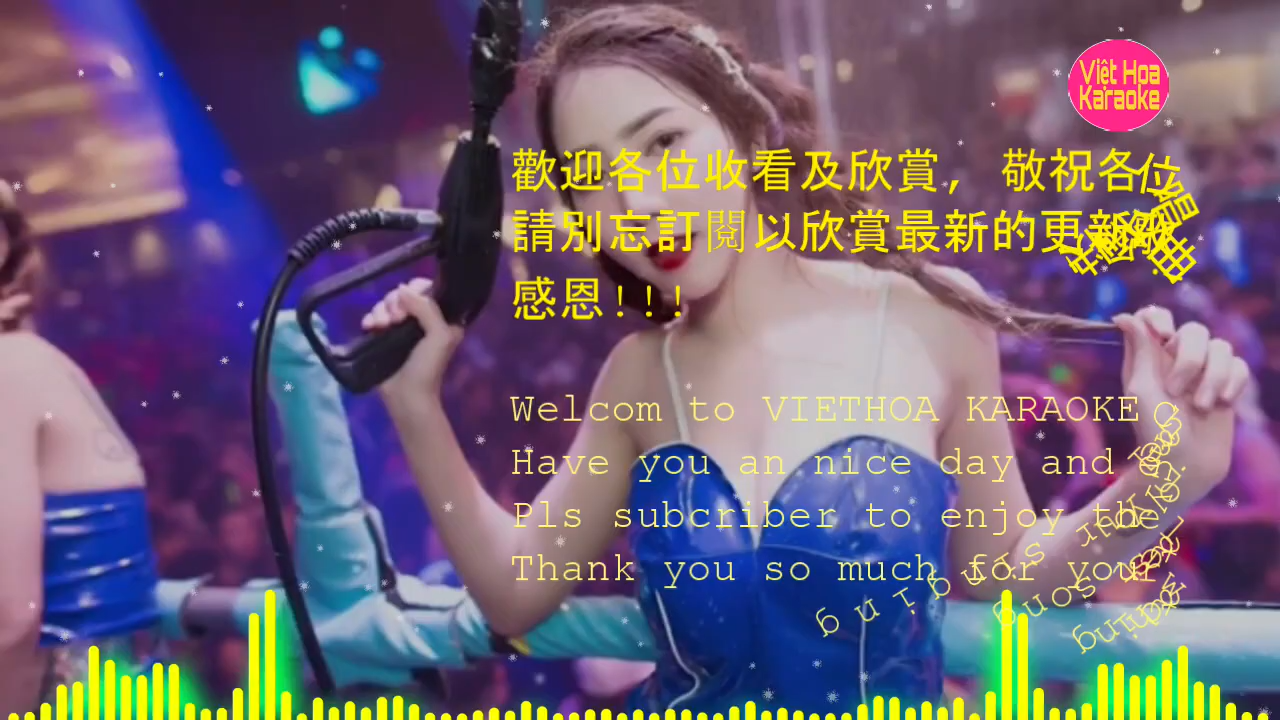 Việt Hoa
Karaoke
歡迎各位收看及欣賞, 敬祝各位
請別忘訂閱以欣賞最新的更新
感恩!!!
Welcom to VIETHOA KARAOKE
Have you an nice day and
Pls subcriber to enjoy the
Thank you so much for your